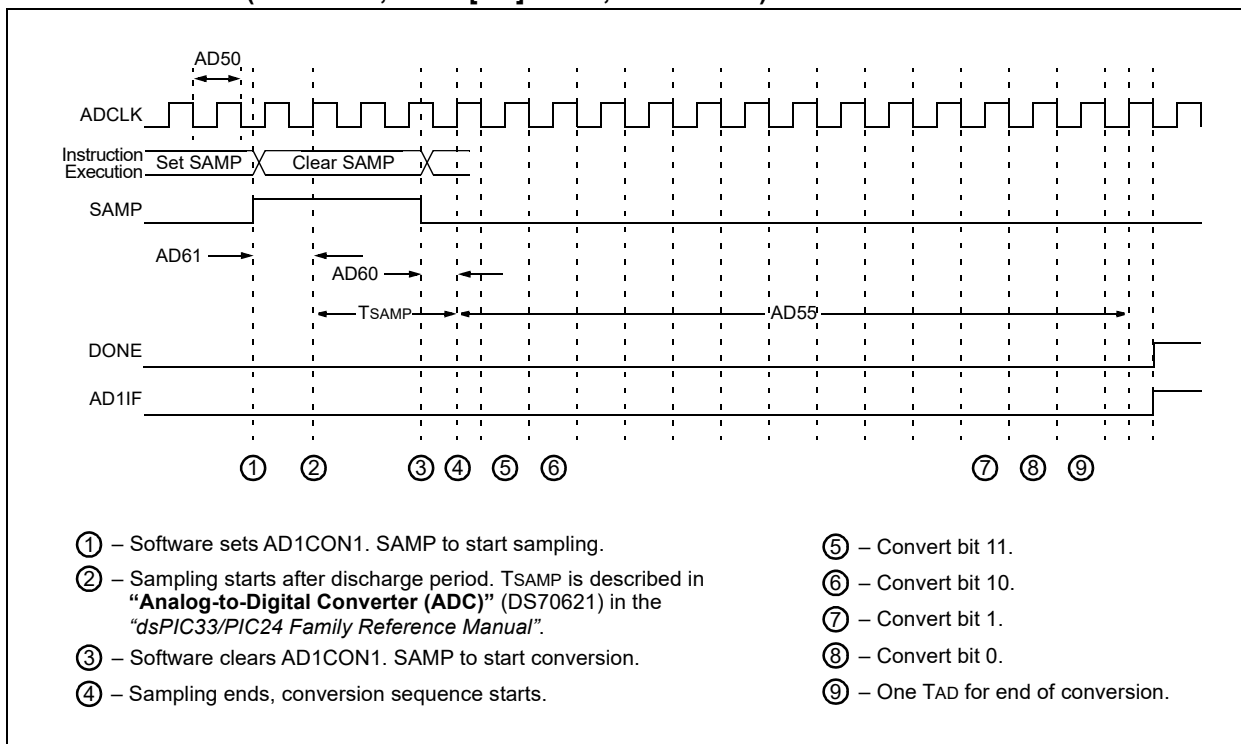 AD50
ADCLK
Instruction
Execution
Set SAMP
Clear SAMP
SAMP
AD61
AD60
TSAMP
AD55
DONE
AD1IF
1 2 3 4 5 6 7 8 9
1 – Software sets AD1CON1. SAMP to start sampling.
2 – Sampling starts after discharge period. TSAMP is described in
“Analog-to-Digital Converter (ADC)” (DS70621) in the
“dsPIC33/PIC24 Family Reference Manual”.
3 – Software clears AD1CON1. SAMP to start conversion.
4 – Sampling ends, conversion sequence starts.
5 – Convert bit 11.
6 – Convert bit 10.
7 – Convert bit 1.
8 – Convert bit 0.
9 – One TAD for end of conversion.